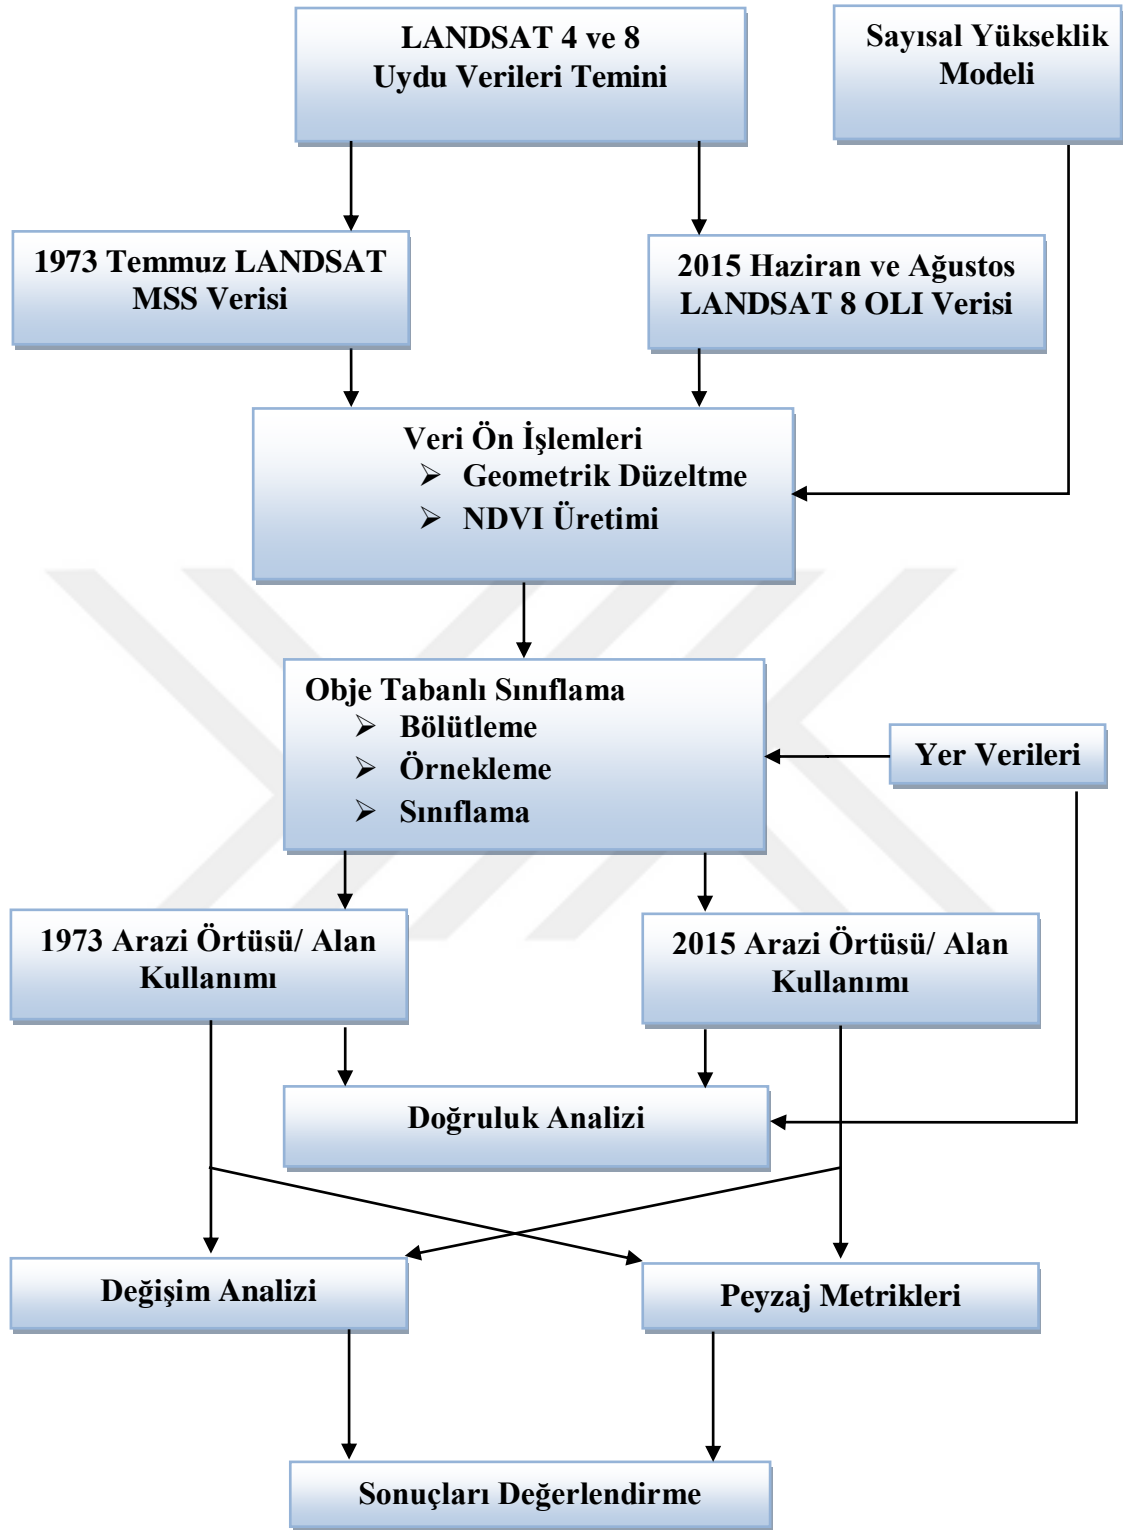 LANDSAT 4 ve 8
Uydu Verileri Temini
Sayısal Yükseklik
Modeli
1973 Temmuz LANDSAT
MSS Verisi
2015 Haziran ve Ağustos
LANDSAT 8 OLI Verisi
Veri Ön İşlemleri
➢ Geometrik Düzeltme
➢ NDVI Üretimi
Obje Tabanlı Sınıflama
➢ Bölütleme
➢ Örnekleme
➢ Sınıflama
Yer Verileri
1973 Arazi Örtüsü/ Alan
Kullanımı
2015 Arazi Örtüsü/ Alan
Kullanımı
Doğruluk Analizi
Değişim Analizi
Peyzaj Metrikleri
Sonuçları Değerlendirme